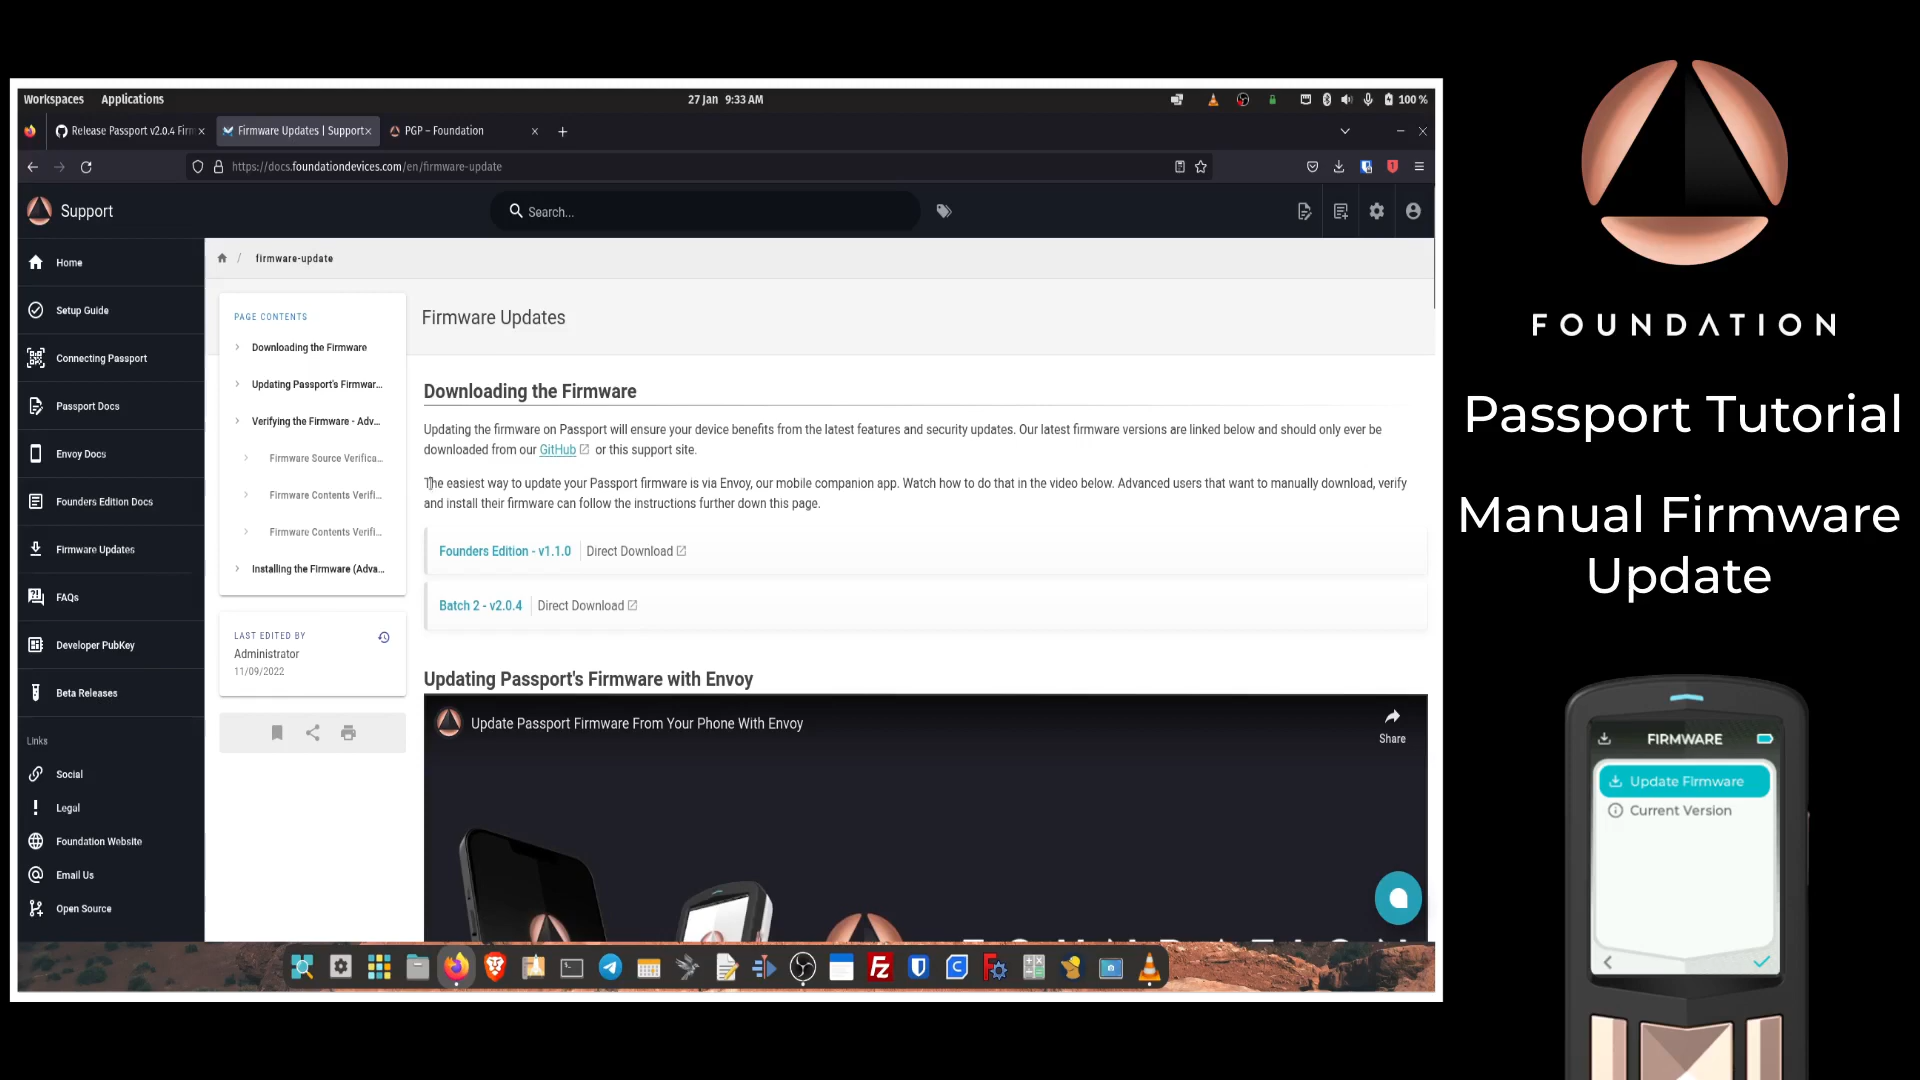 Workspaces Applications
27 Jan 9:33 AM
100 %
Release Passport v2.0.4 Firm
Firmware Updates | Support
PGP – Foundation
https://docs.foundationdevices.com/en/firmware-update
Support
Search...
Home
Setup Guide
Connecting Passport
Passport Docs
Envoy Docs
Founders Edition Docs
Firmware Updates
FAQs
Developer PubKey
Beta Releases
Links
Social
Legal
Foundation Website
Email Us
Open Source
/ firmware-update
PAGE CONTENTS
Downloading the Firmware
Updating Passport's Firmwar...
Verifying the Firmware - Adv...
Firmware Source Verifica...
Firmware Contents Verifi...
Firmware Contents Verifi...
Installing the Firmware (Adva...
LAST EDITED BY
Administrator
11/09/2022
Firmware Updates
Downloading the Firmware
Updating the firmware on Passport will ensure your device benefits from the latest features and security updates. Our latest firmware versions are linked below and should only ever be
downloaded from our GitHub or this support site.
The easiest way to update your Passport firmware is via Envoy, our mobile companion app. Watch how to do that in the video below. Advanced users that want to manually download, verify
and install their firmware can follow the instructions further down this page.
Founders Edition - v1.1.0 Direct Download
Batch 2 - v2.0.4 Direct Download
Updating Passport's Firmware with Envoy
Update Passport Firmware From Your Phone With Envoy
Share
FOUNDATION
Passport Tutorial
Manual Firmware
Update
FIRMWARE
Update Firmware
Current Version